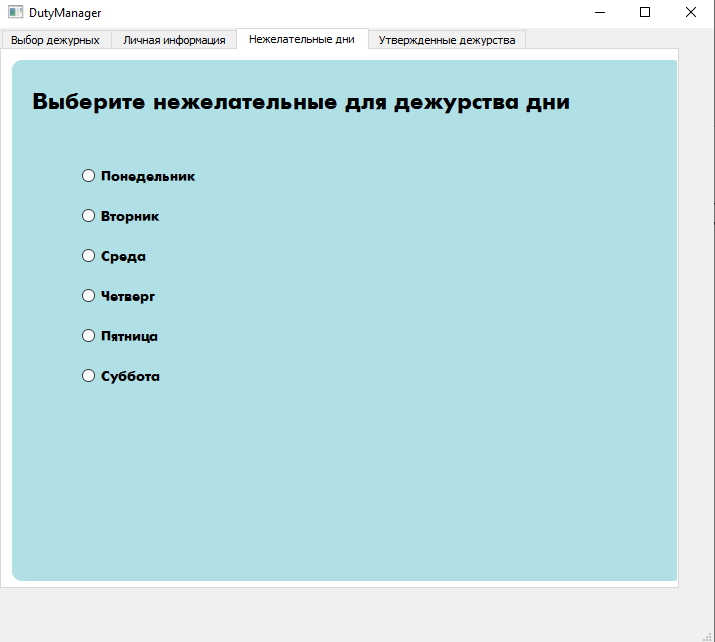 DutyManager
Выбор дежурных Личная информация Нежелательные дни Утвержденные дежурства
Выберите нежелательные для дежурства дни
Понедельник
Вторник
Среда
Четверг
Пятница
Суббота